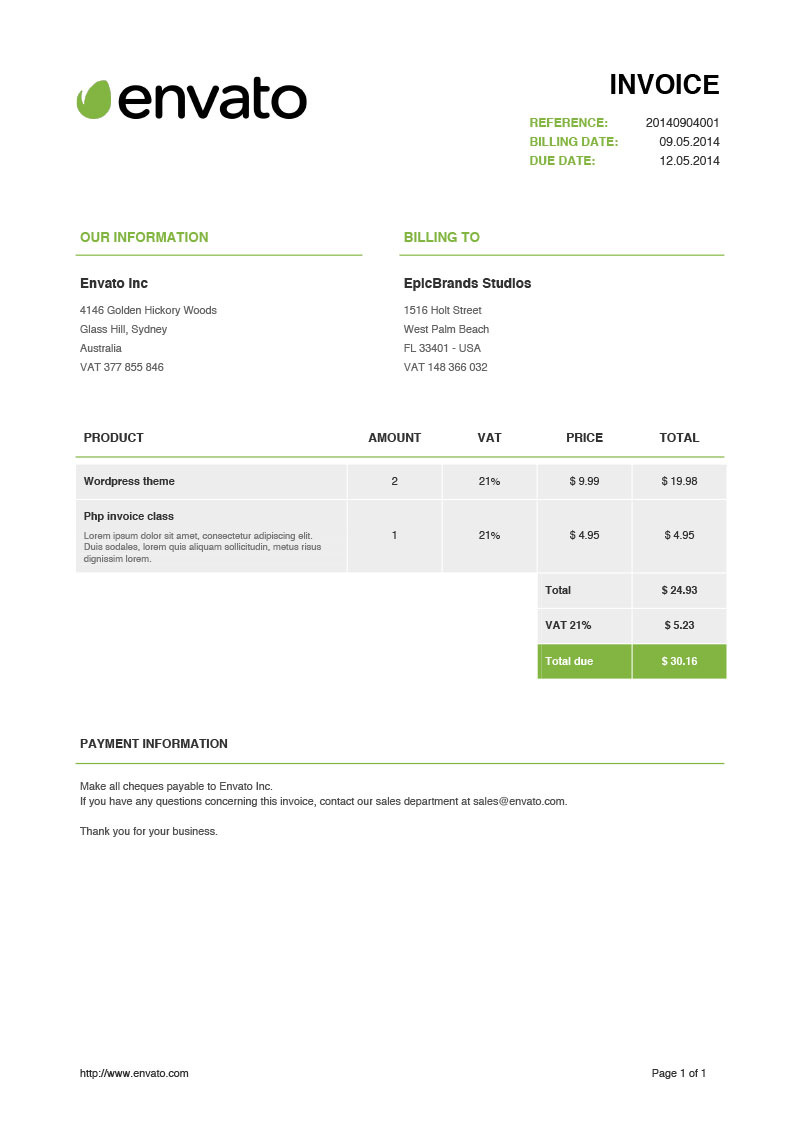 envato
INVOICE
REFERENCE: 20140904001
BILLING DATE: 09.05.2014
DUE DATE: 12.05.2014
OUR INFORMATION
Envato Inc
4146 Golden Hickory Woods
Glass Hill, Sydney
Australia
VAT 377 855 846
BILLING TO
EpicBrands Studios
1516 Holt Street
West Palm Beach
FL 33401 - USA
VAT 148 366 032
PRODUCT AMOUNT VAT PRICE TOTAL
Wordpress theme 2 21% $ 9.99 $ 19.98
Php invoice class
Lorem ipsum dolor sit amet, consectetur adipiscing elit.
Duis sodales, lorem quis aliquam sollicitudin, metus risus
dignissim lorem.
1 21% $ 4.95 $ 4.95
Total $ 24.93
VAT 21% $ 5.23
Total due $ 30.16
PAYMENT INFORMATION
Make all cheques payable to Envato Inc.
If you have any questions concerning this invoice, contact our sales department at sales@envato.com.
Thank you for your business.
http://www.envato.com Page 1 of 1